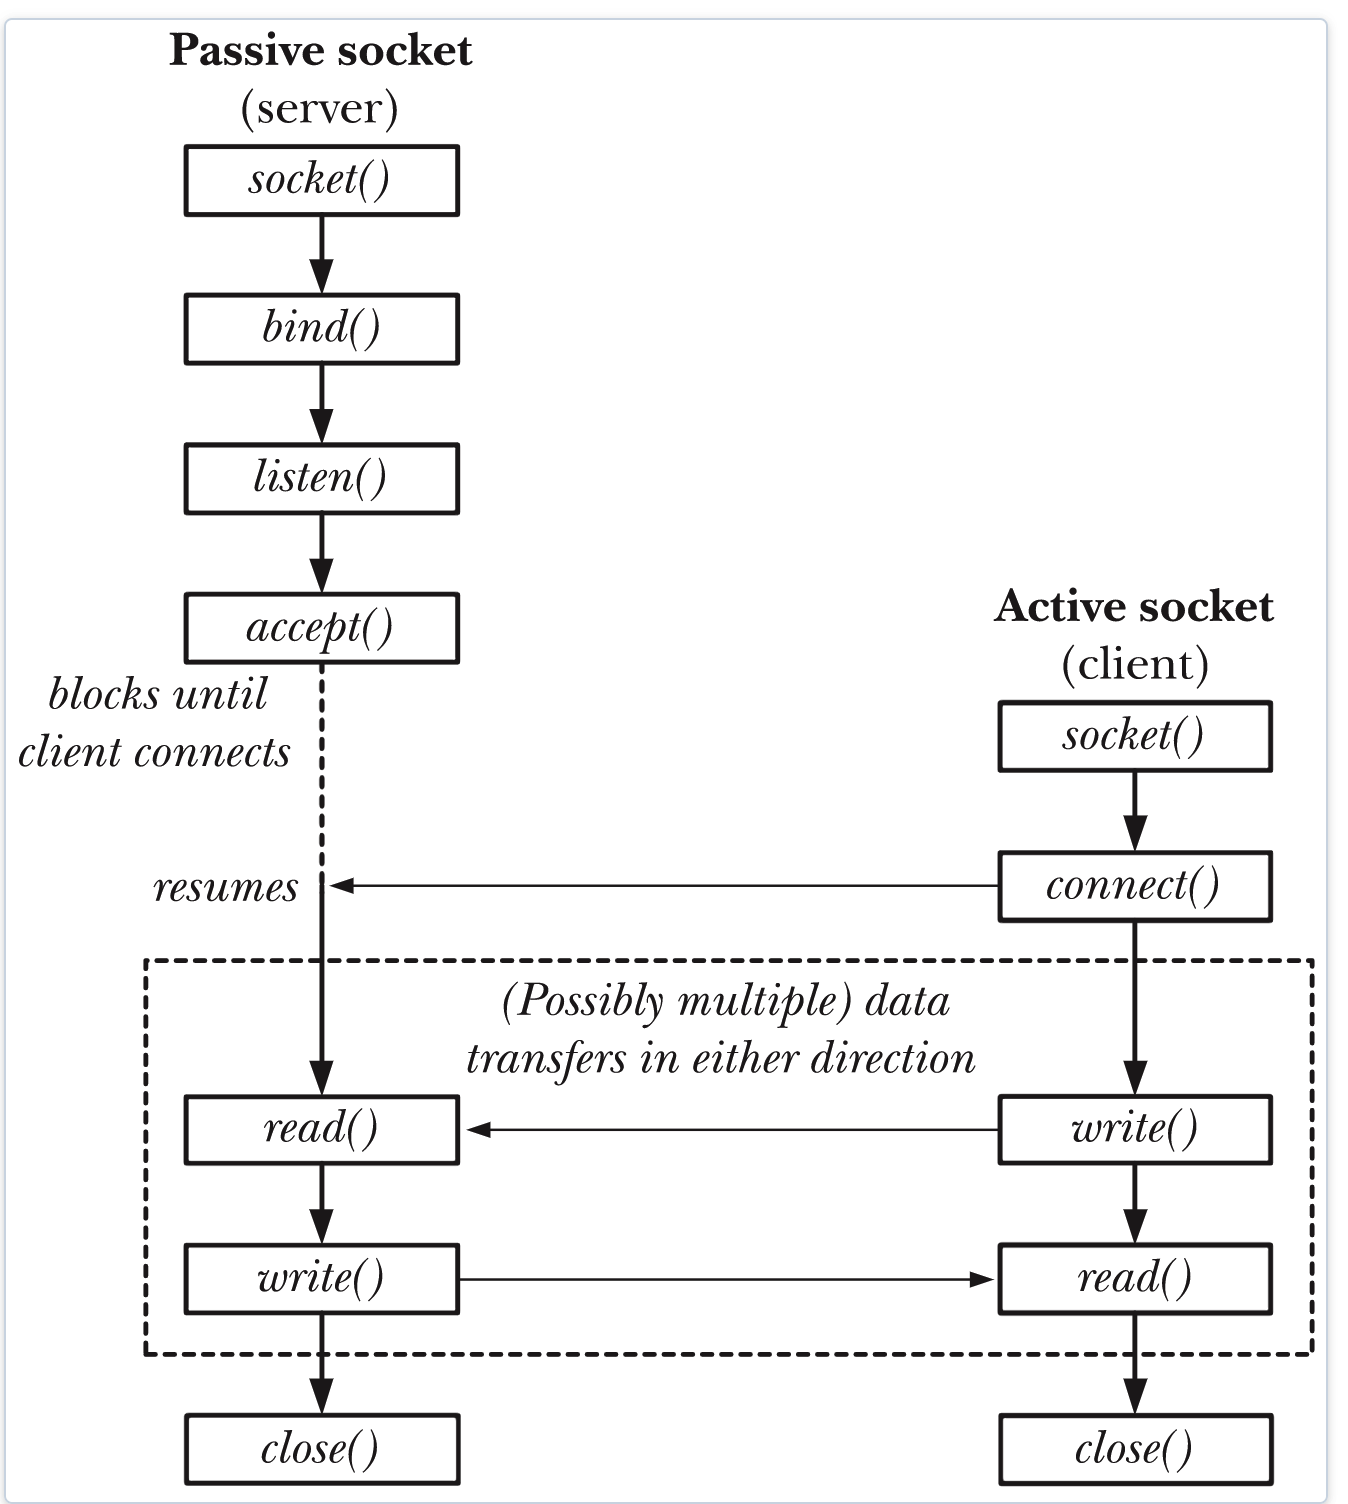 Passive socket
(server)
socket()
bind()
listen()
accept()
blocks until
client connects
resumes
Active socket
(client)
socket()
connect()
(Possibly multiple) data
transfers in either direction
read()
write()
write()
read()
close()
close()